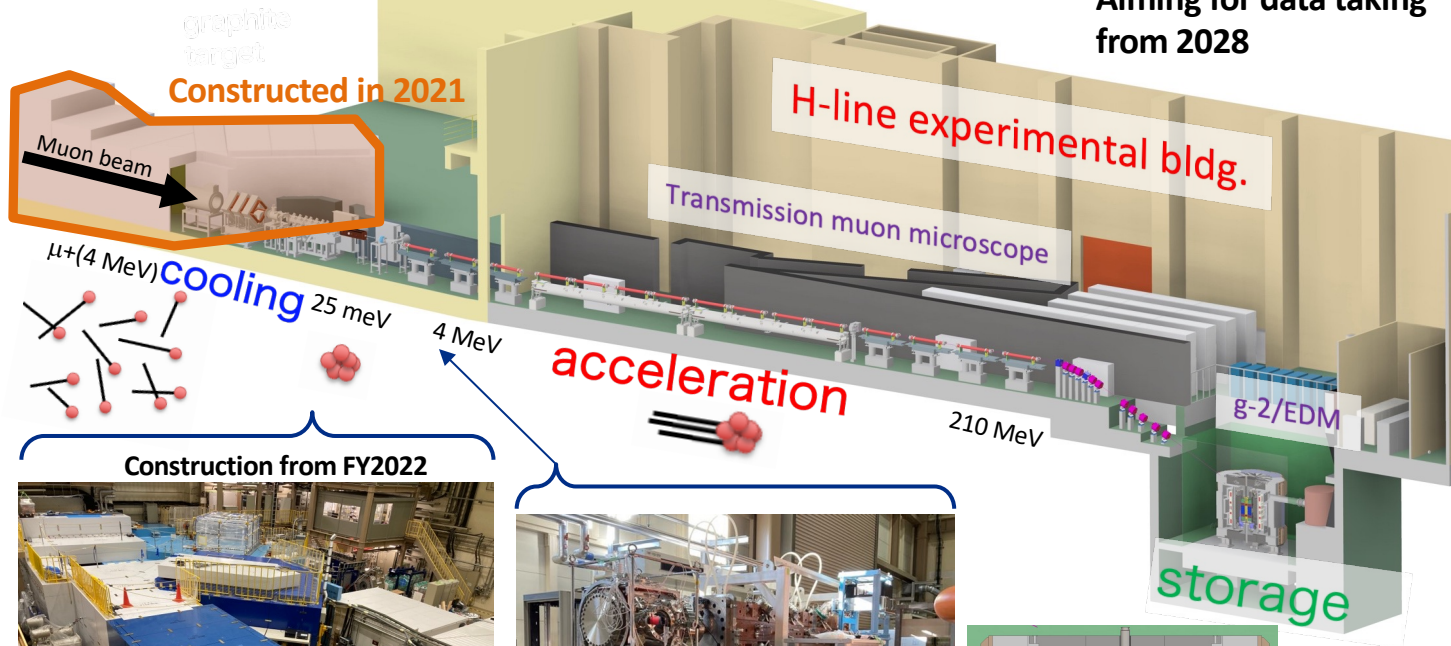 Aiming for data taking
from 2028
graphite
target
Constructed in 2021
H-line experimental bldg.
Muon beam
Transmission muon microscope
μ+(4 MeV)
cooling
25 meV
4 MeV
acceleration
210 MeV
g-2/EDM
Construction from FY2022
storage